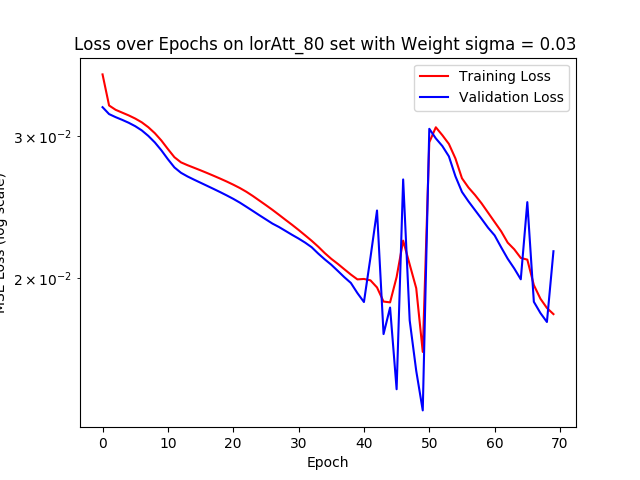 Loss over Epochs on lorAtt_80 set with Weight sigma = 0.03
Training Loss
Validation Loss
3 × 10⁻²
2 × 10⁻²
MSE Loss (log scale)
0 10 20 30 40 50 60 70
Epoch